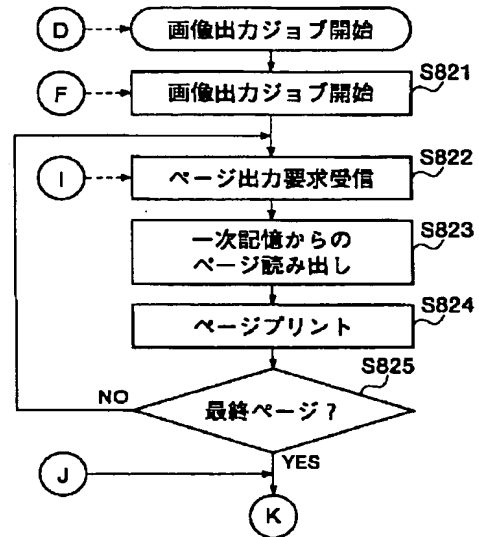 D
画像出力ジョブ開始
F
画像出力ジョブ開始
S821
I
ページ出力要求受信
S822
一次記憶からの
ページ読み出し
S823
ページプリント
S824
S825
最終ページ?
NO
YES
J
K